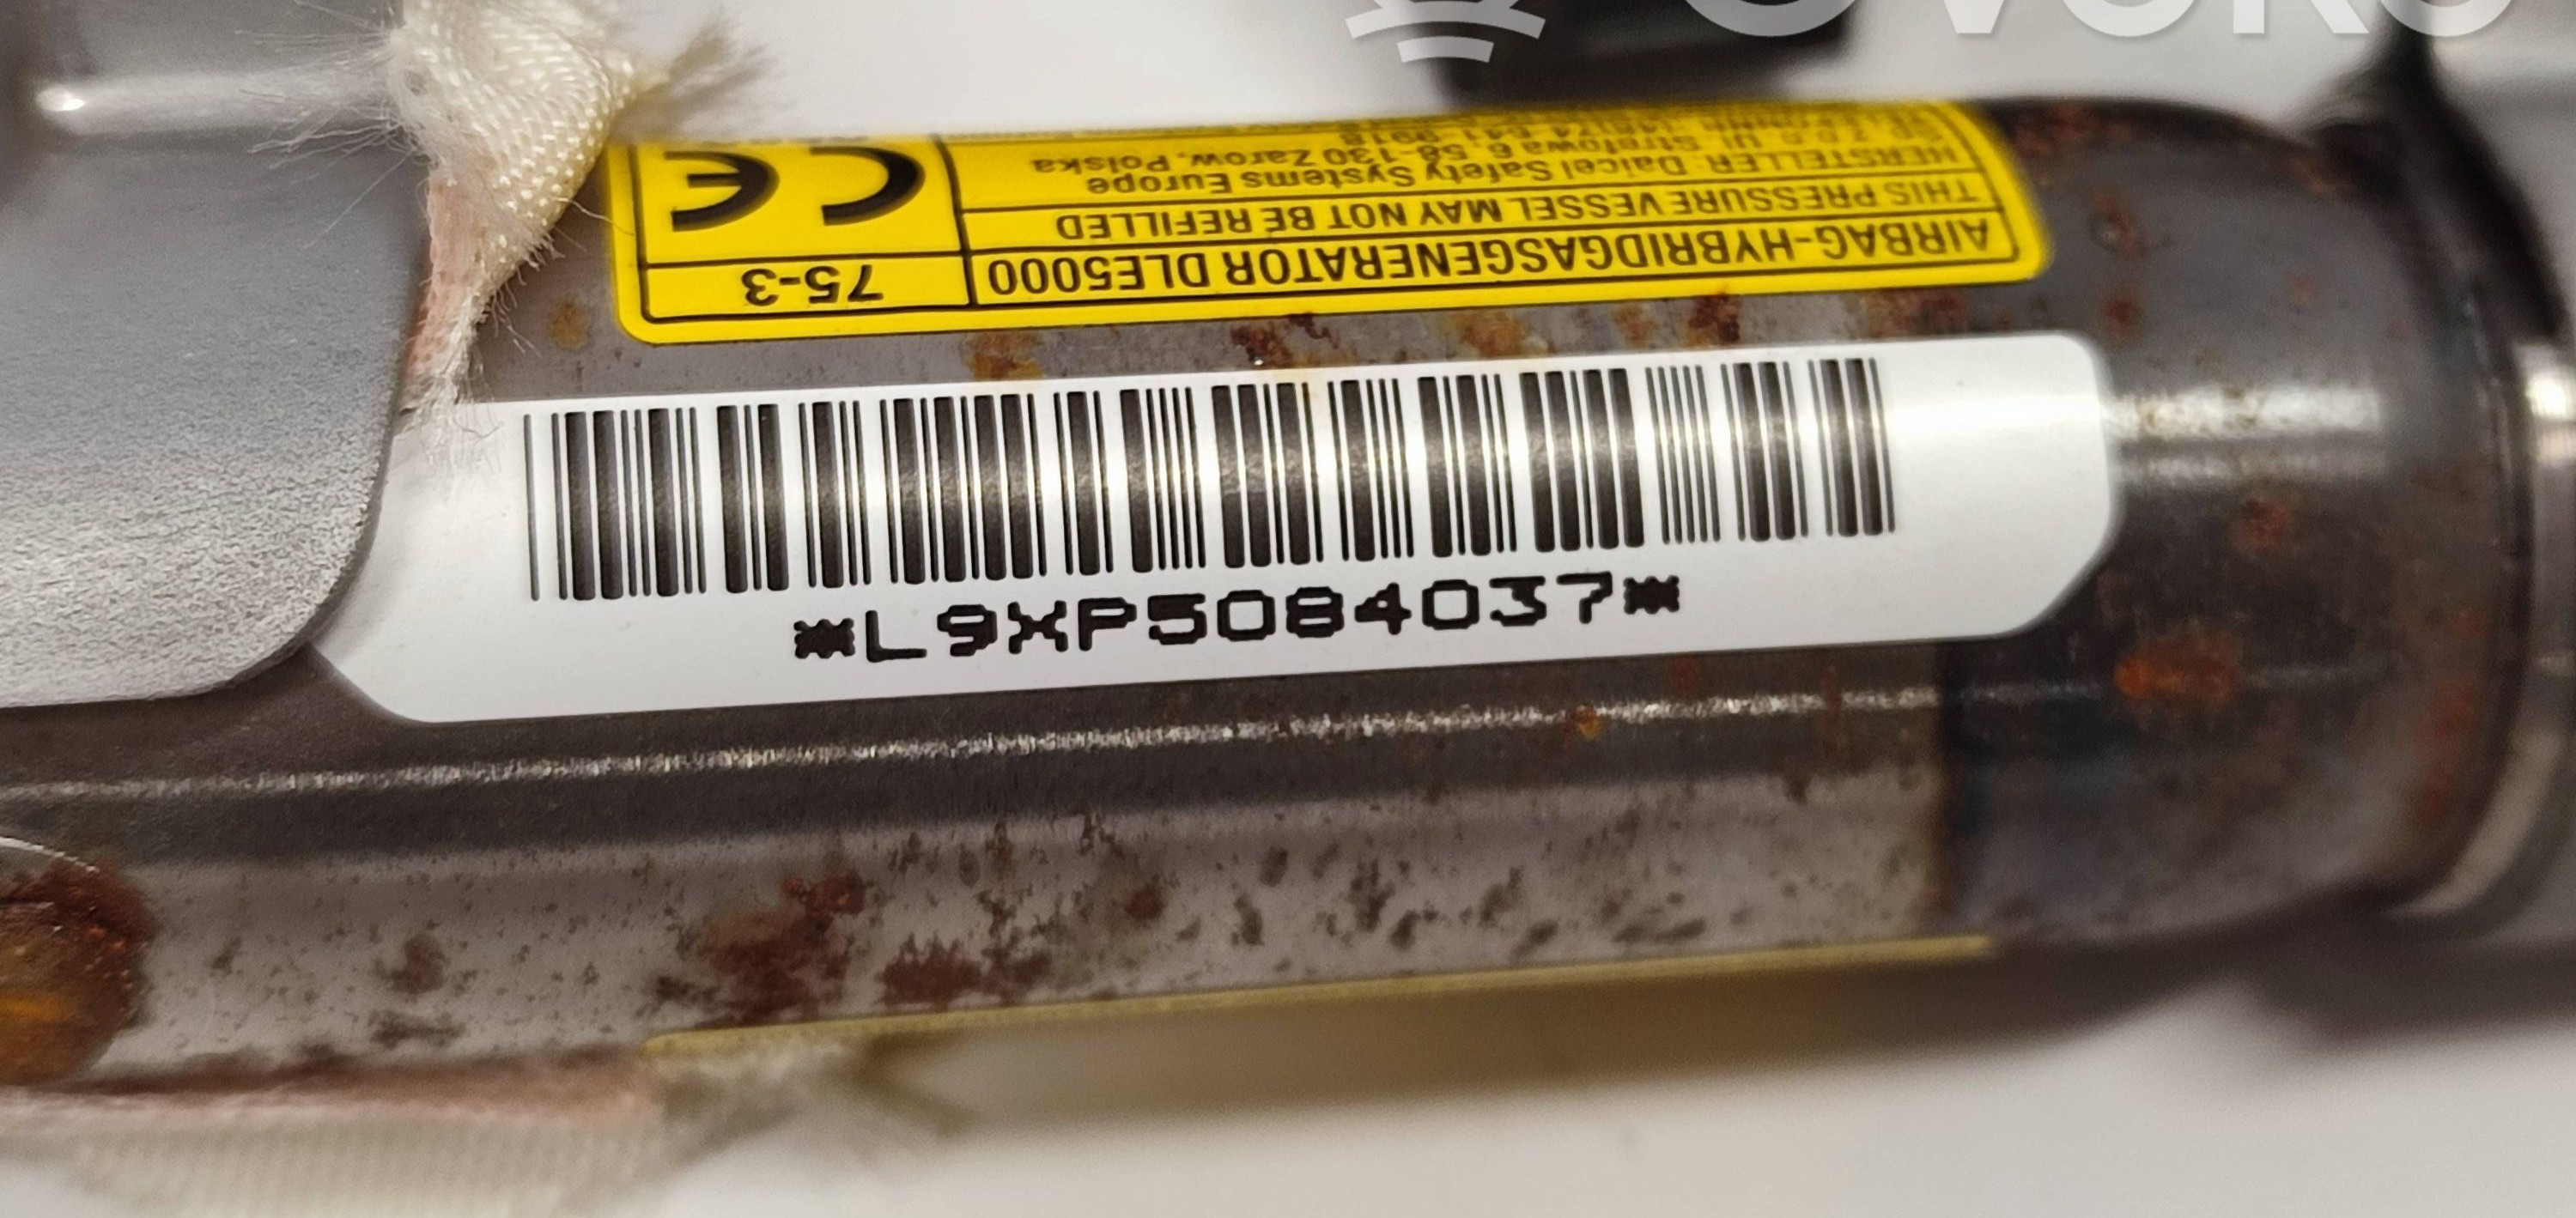 AIRBAG-HYBRIDGASGENERATOR DLE5000
75-3
THIS PRESSURE VESSEL MAY NOT BE REFILLED
HERSTELLER: Daicel Safety Systems Europe
SP. Z O.O. Ul. Strefowa 6, 58-130 Żarow, Polska
CE
*L9XP5084037*